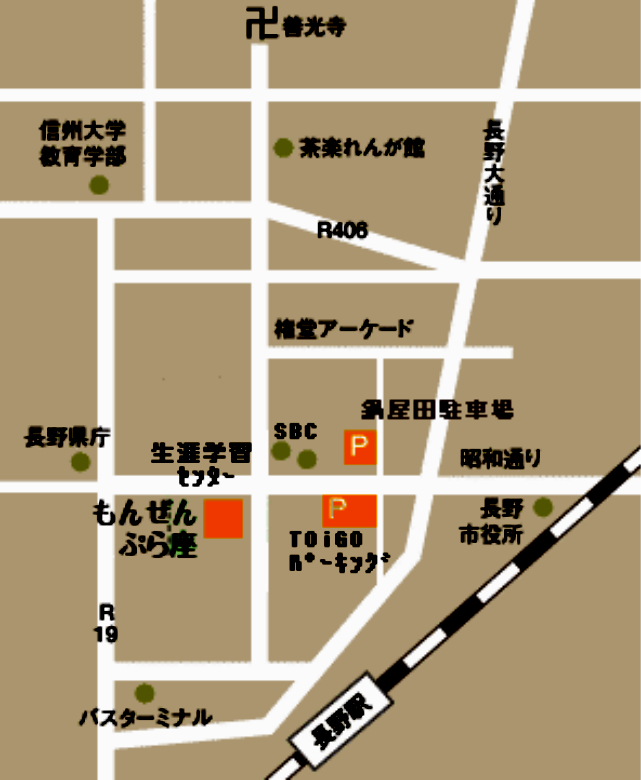 卍 善光寺
信州大学
教育学部
茶楽れんが館
長野大通り
R406
権堂アーケード
鍋屋田駐車場
長野県庁
生涯学習
センター
SBC
P
昭和通り
もんぜん
ぷら座
P
TOiGO
パーキング
長野
市役所
R
19
バスターミナル
長野駅